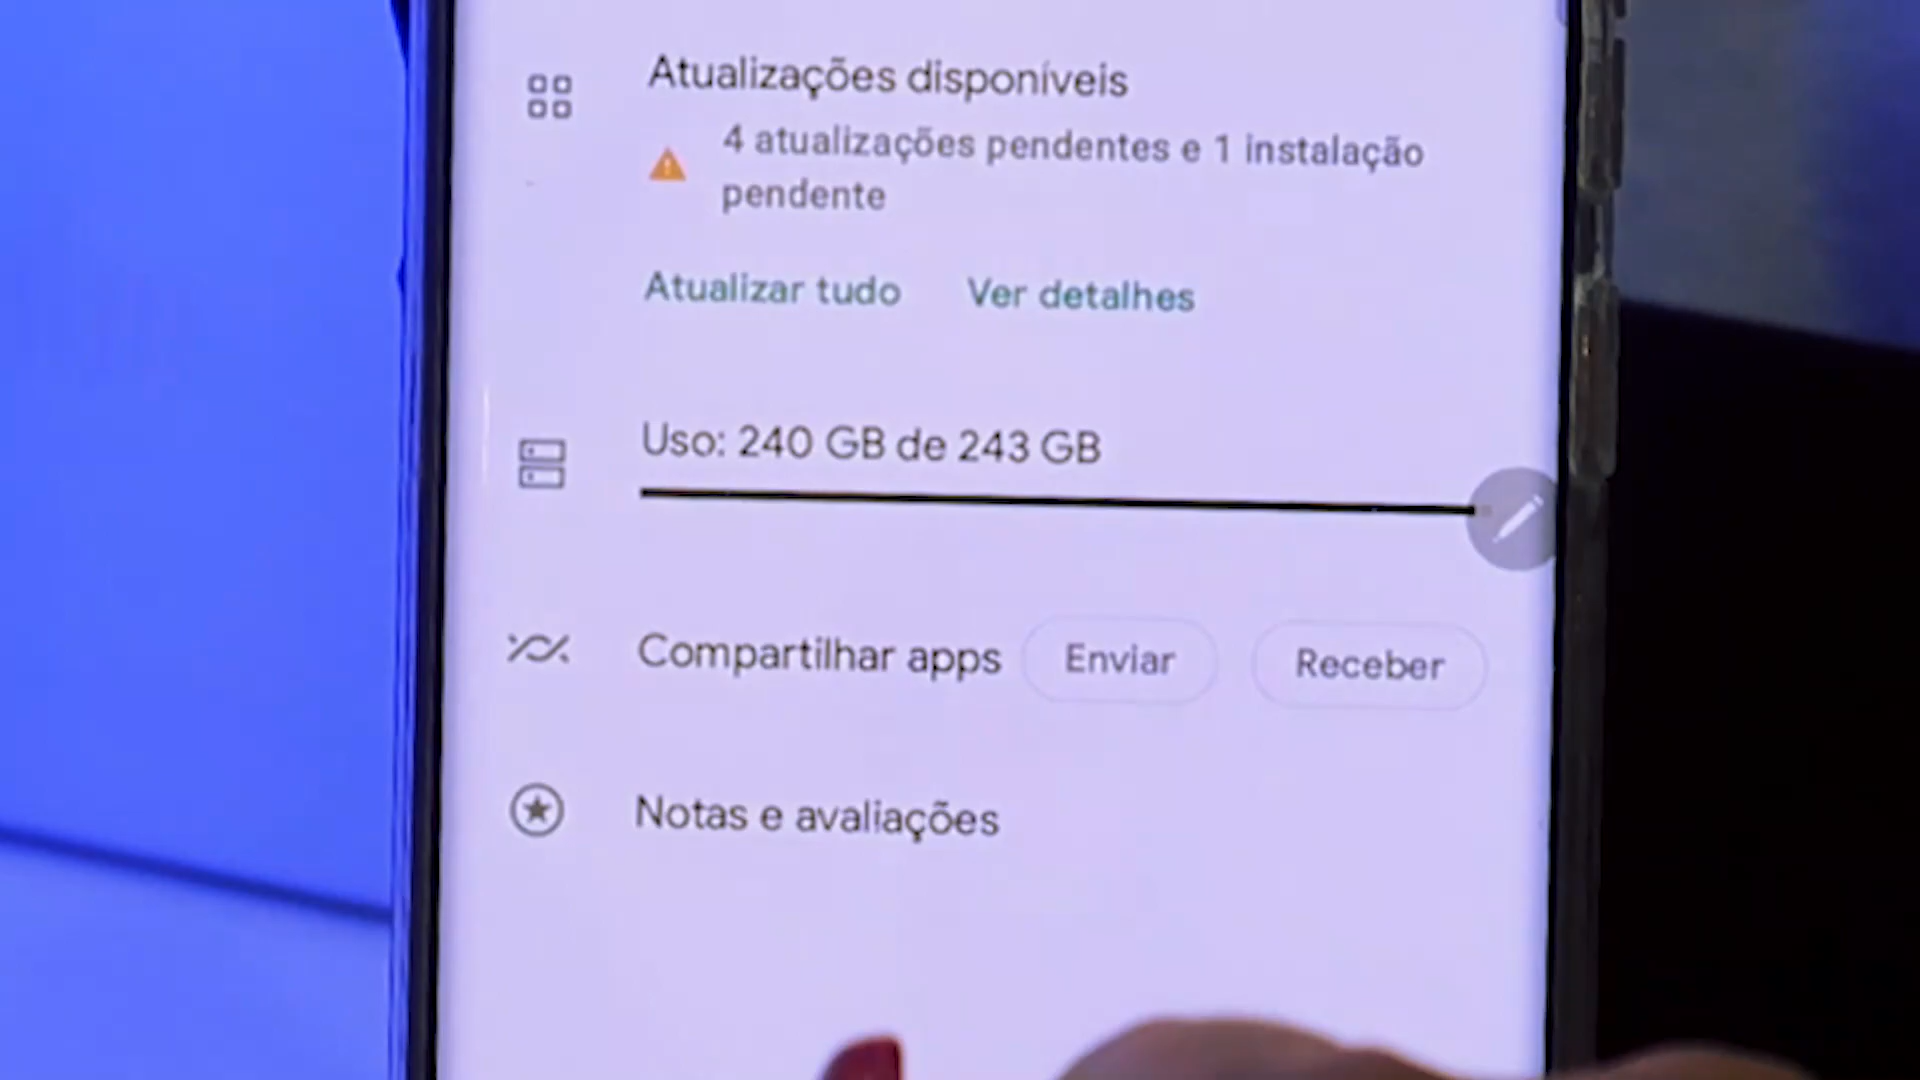 Atualizações disponíveis
4 atualizações pendentes e 1 instalação
pendente
Atualizar tudo Ver detalhes
Uso: 240 GB de 243 GB
Compartilhar apps Enviar Receber
Notas e avaliações